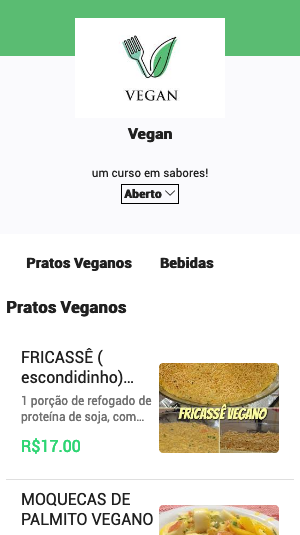 VEGAN
Vegan
um curso em sabores!
Aberto
Pratos Veganos Bebidas
Pratos Veganos
FRICASSÊ (
escondidinho)...
1 porção de refogado de
proteína de soja, com...
R$17.00
FRICASSÊ VEGANO
MOQUECAS DE
PALMITO VEGANO